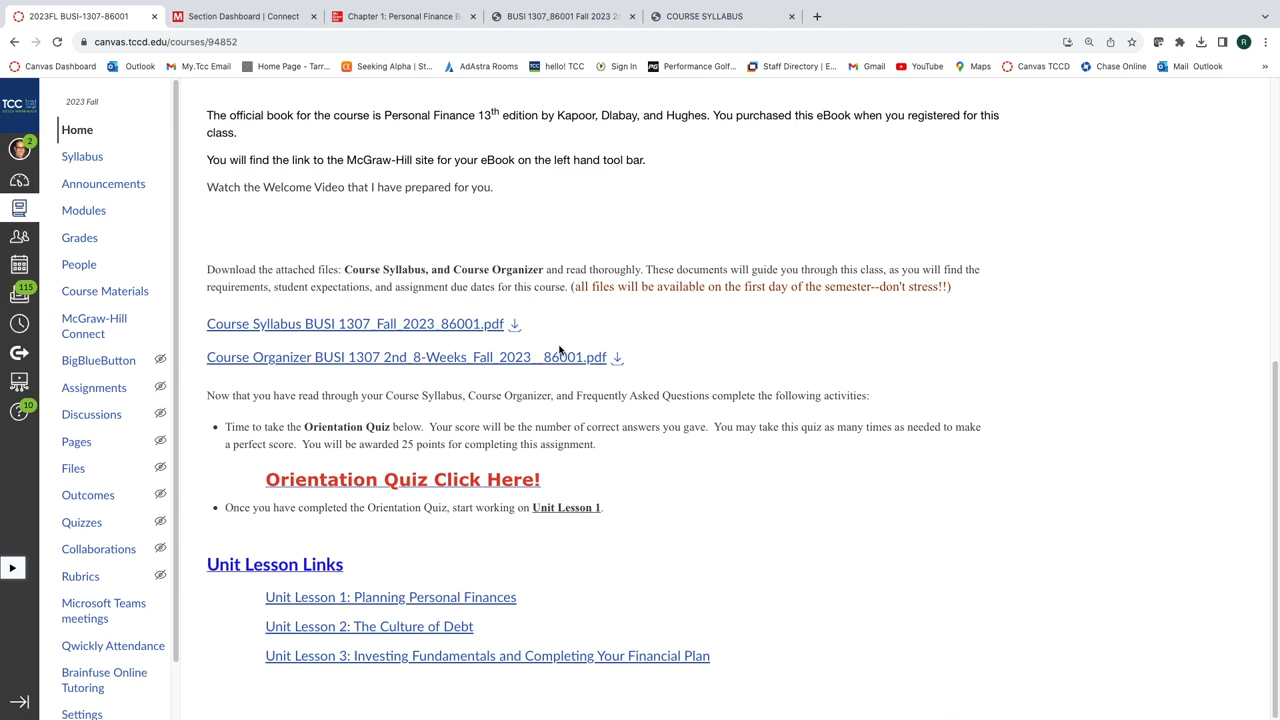 2023FL BUSI-1307-86001
Section Dashboard | Connect
Chapter 1: Personal Finance B
BUSI 1307_86001 Fall 2023 2
COURSE SYLLABUS
canvas.tccd.edu/courses/94852
R
Canvas Dashboard
Outlook
My.Tcc Email
Home Page - Tarr...
Seeking Alpha | St...
AdAstra Rooms
hello! TCC
Sign In
Performance Golf...
Staff Directory | E...
Gmail
YouTube
Maps
Canvas TCCD
Chase Online
Mail Outlook
»
TCC
2023 Fall
Home
2
Syllabus
Announcements
Modules
Grades
People
Course Materials
115
McGraw-Hill
Connect
BigBlueButton
Assignments
10
Discussions
Pages
Files
Outcomes
Quizzes
Collaborations
Rubrics
Microsoft Teams
meetings
Qwickly Attendance
Brainfuse Online
Tutoring
Settings
The official book for the course is Personal Finance 13th edition by Kapoor, Dlabay, and Hughes. You purchased this eBook when you registered for this
class.
You will find the link to the McGraw-Hill site for your eBook on the left hand tool bar.
Watch the Welcome Video that I have prepared for you.
Download the attached files: Course Syllabus, and Course Organizer and read thoroughly. These documents will guide you through this class, as you will find the
requirements, student expectations, and assignment due dates for this course. (all files will be available on the first day of the semester--don't stress!!)
Course Syllabus BUSI 1307_Fall_2023_86001.pdf
Course Organizer BUSI 1307 2nd_8-Weeks_Fall_2023__86001.pdf
Now that you have read through your Course Syllabus, Course Organizer, and Frequently Asked Questions complete the following activities:
• Time to take the Orientation Quiz below. Your score will be the number of correct answers you gave. You may take this quiz as many times as needed to make
a perfect score. You will be awarded 25 points for completing this assignment.
Orientation Quiz Click Here!
• Once you have completed the Orientation Quiz, start working on Unit Lesson 1.
Unit Lesson Links
Unit Lesson 1: Planning Personal Finances
Unit Lesson 2: The Culture of Debt
Unit Lesson 3: Investing Fundamentals and Completing Your Financial Plan